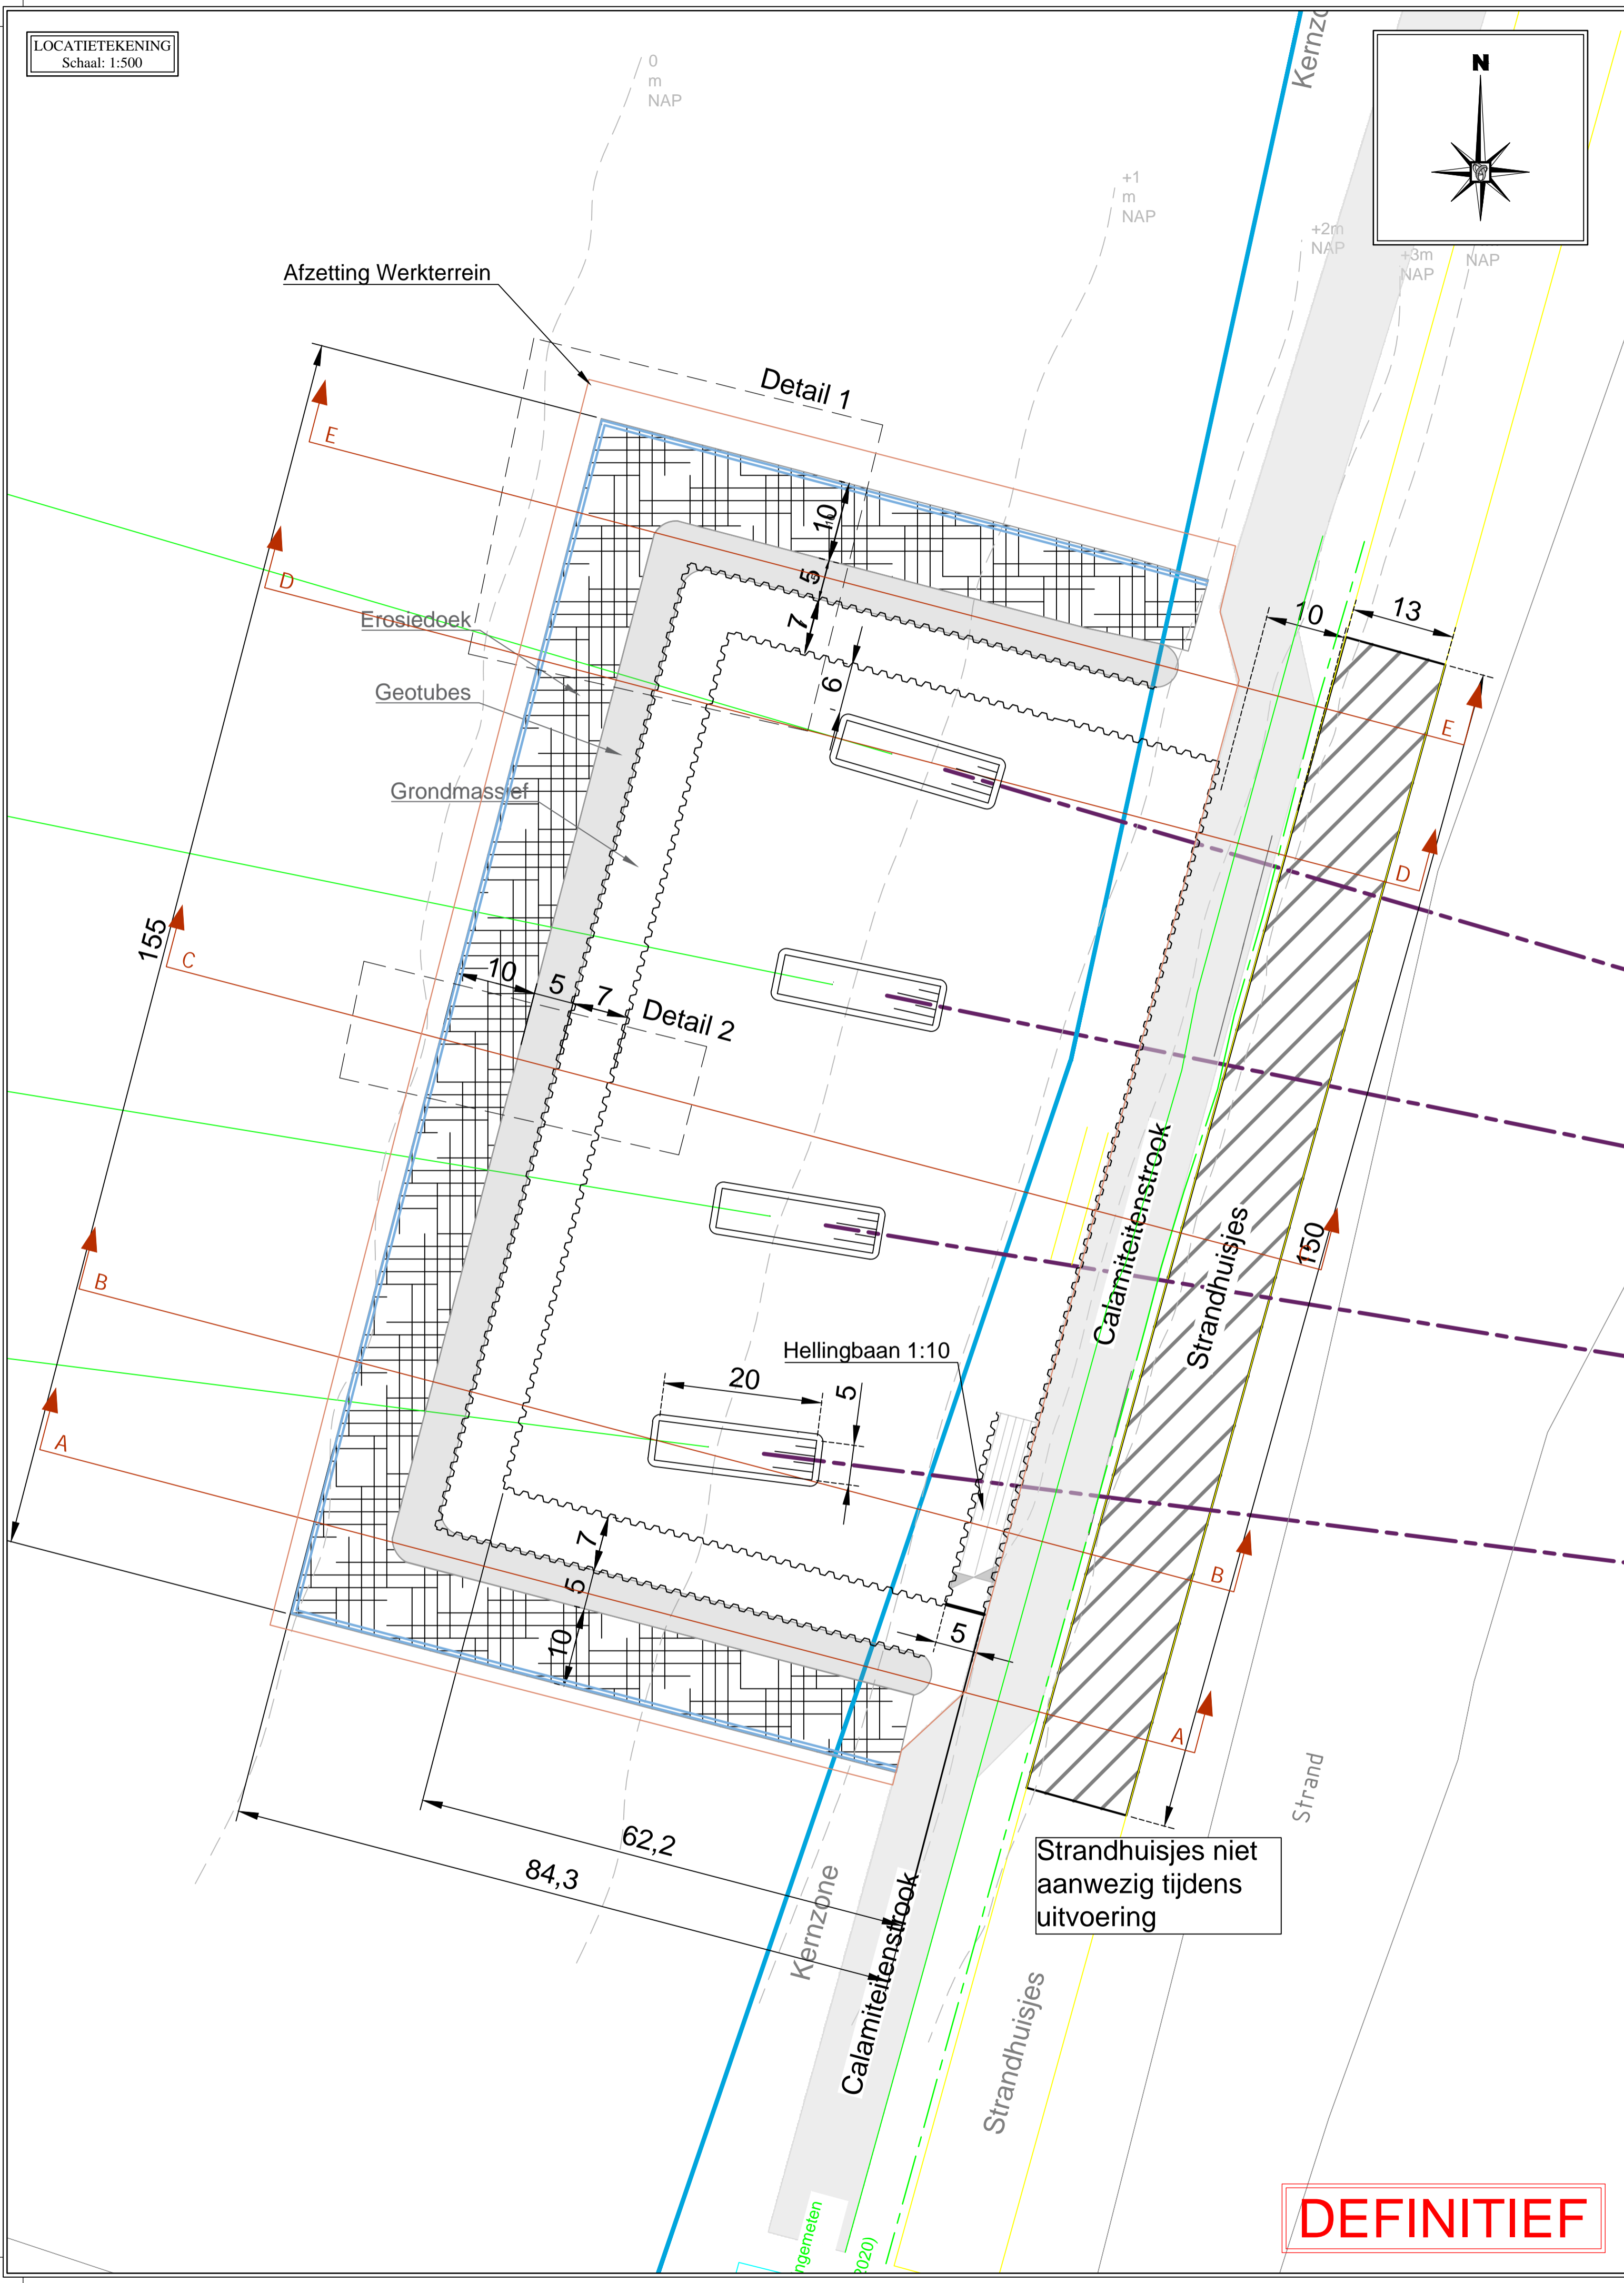 LOCATIETEKENING
Schaal: 1:500
0
m
NAP
Kernzo
N
+1
m
NAP
+2m
NAP
+3m
NAP
NAP
Afzetting Werkterrein
Detail 1
E
D
10
5
7
6
10
13
Erosiedoek
Geotubes
Grondmassief
E
D
155
C
10
5
7
Detail 2
Calamiteitenstrook
Strandhuisjes
150
B
Hellingbaan 1:10
20
5
A
7
5
10
5
B
A
Strand
62,2
84,3
Strandhuisjes niet
aanwezig tijdens
uitvoering
Kernzone
Calamiteitenstrook
Strandhuisjes
ngemeten
2020)
DEFINITIEF